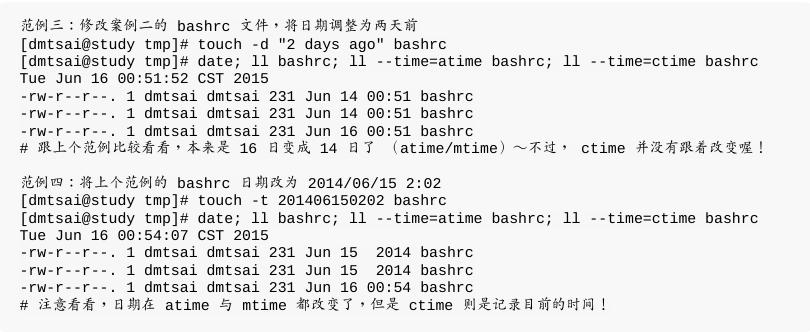 范例三：修改案例二的 bashrc 文件，将日期调整为两天前
[dmtsai@study tmp]# touch -d "2 days ago" bashrc
[dmtsai@study tmp]# date; ll bashrc; ll --time=atime bashrc; ll --time=ctime bashrc
Tue Jun 16 00:51:52 CST 2015
-rw-r--r--. 1 dmtsai dmtsai 231 Jun 14 00:51 bashrc
-rw-r--r--. 1 dmtsai dmtsai 231 Jun 14 00:51 bashrc
-rw-r--r--. 1 dmtsai dmtsai 231 Jun 16 00:51 bashrc
# 跟上个范例比较看看，本来是 16 日变成 14 日了 （atime/mtime）～不过， ctime 并没有跟着改变喔！
范例四：将上个范例的 bashrc 日期改为 2014/06/15 2:02
[dmtsai@study tmp]# touch -t 201406150202 bashrc
[dmtsai@study tmp]# date; ll bashrc; ll --time=atime bashrc; ll --time=ctime bashrc
Tue Jun 16 00:54:07 CST 2015
-rw-r--r--. 1 dmtsai dmtsai 231 Jun 15  2014 bashrc
-rw-r--r--. 1 dmtsai dmtsai 231 Jun 15  2014 bashrc
-rw-r--r--. 1 dmtsai dmtsai 231 Jun 16 00:54 bashrc
# 注意看看，日期在 atime 与 mtime 都改变了，但是 ctime 则是记录目前的时间！